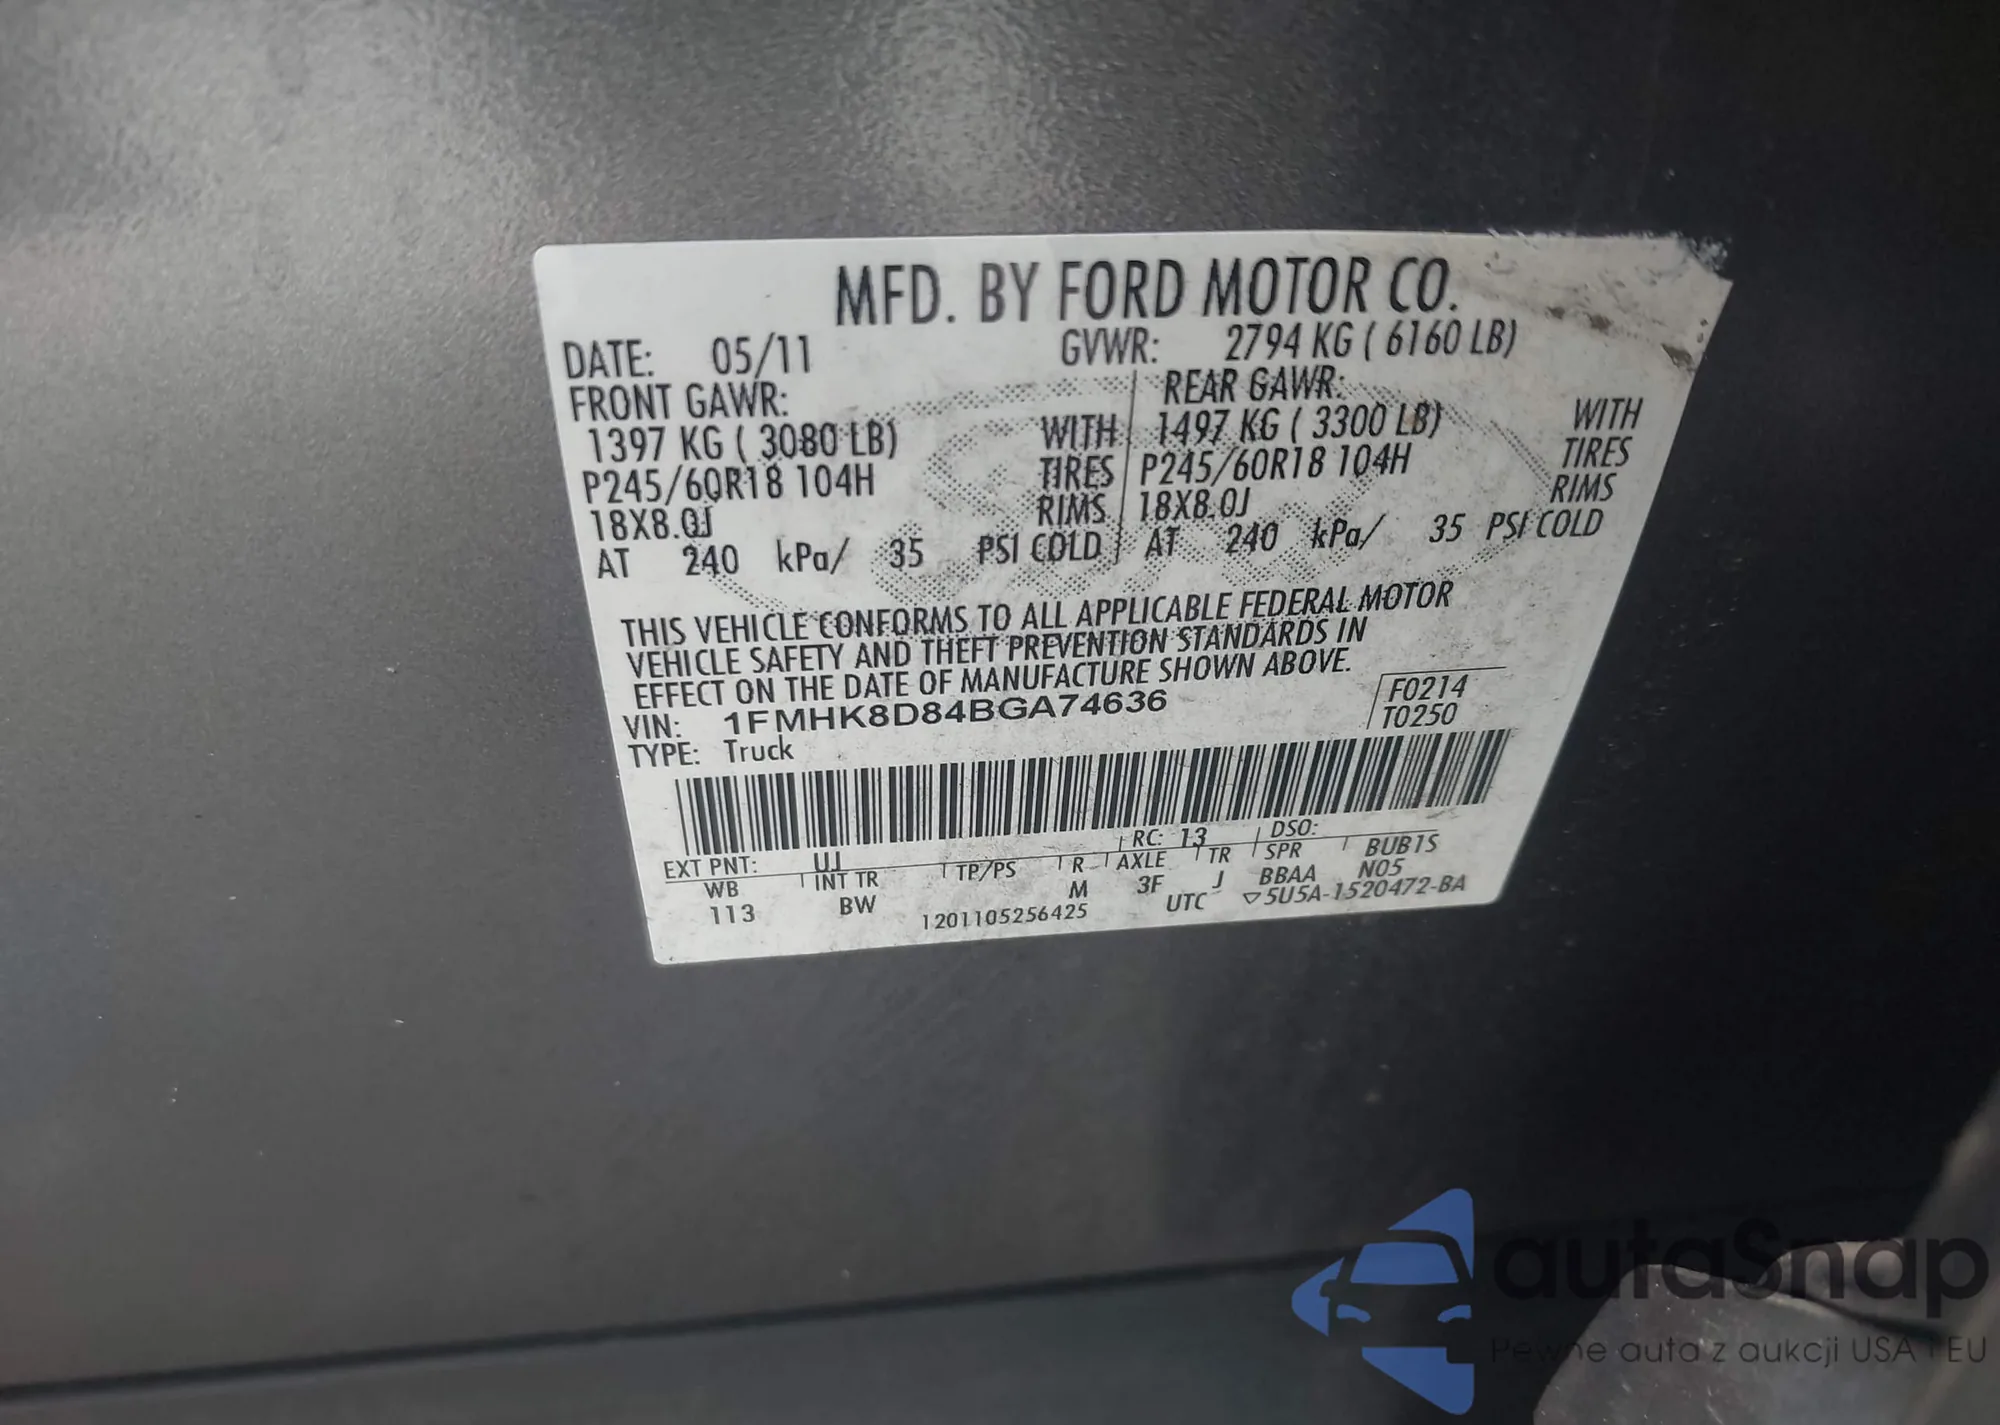 MFD. BY FORD MOTOR CO.
DATE: 05/11 GVWR: 2794 KG ( 6160 LB)
FRONT GAWR: REAR GAWR:
1397 KG ( 3080 LB) WITH 1497 KG ( 3300 LB) WITH
P245/60R18 104H TIRES P245/60R18 104H TIRES
18X8.0J RIMS 18X8.0J RIMS
AT 240 kPa/ 35 PSI COLD AT 240 kPa/ 35 PSI COLD
THIS VEHICLE CONFORMS TO ALL APPLICABLE FEDERAL MOTOR
VEHICLE SAFETY AND THEFT PREVENTION STANDARDS IN
EFFECT ON THE DATE OF MANUFACTURE SHOWN ABOVE.
VIN: 1FMHK8D84BGA74636 F0214
TYPE: Truck T0250
EXT PNT: UJ RC: 13 DSO:
WB INT TR TP/PS R AXLE TR SPR BUB1S
113 BW M 3F J BBAA N05
1201105256425 UTC ▽5U5A-1520472-BA
autaSnap
Pewne auta z aukcji USA i EU